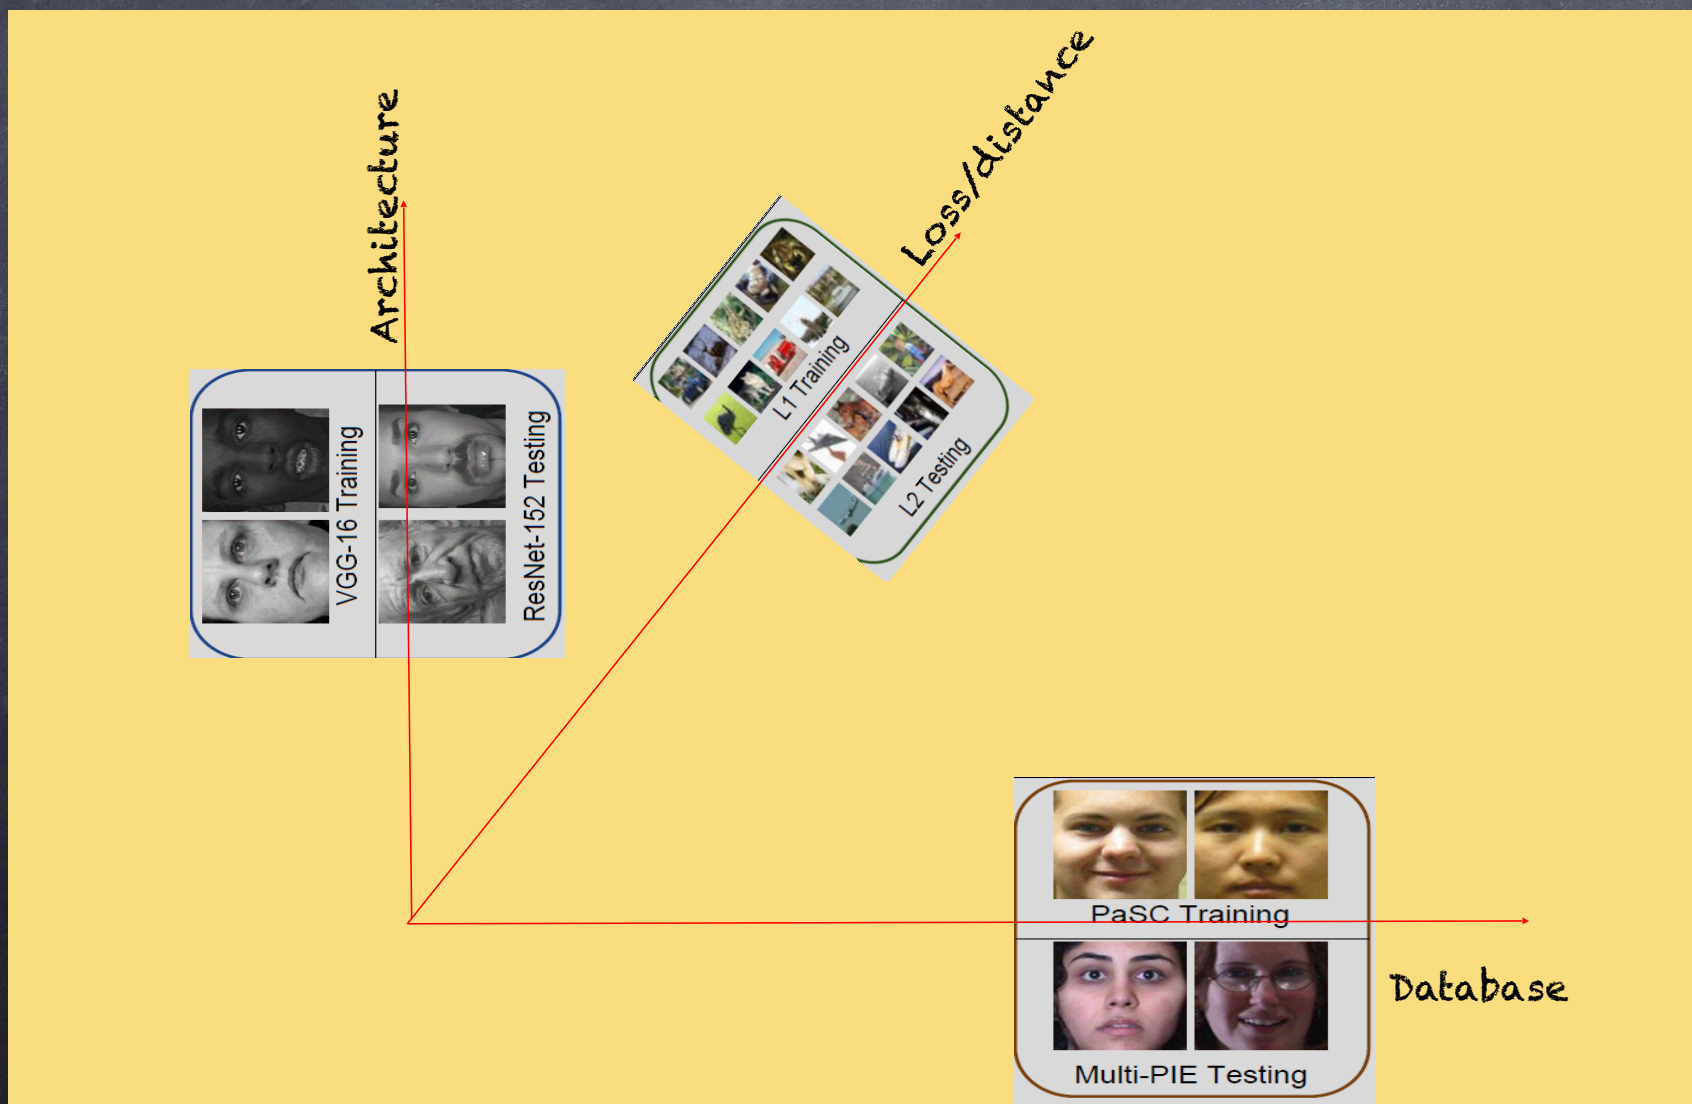 Architecture
VGG-16 Training
ResNet-152 Testing
Loss/distance
L1 Training
L2 Testing
PaSC Training
Multi-PIE Testing
Database